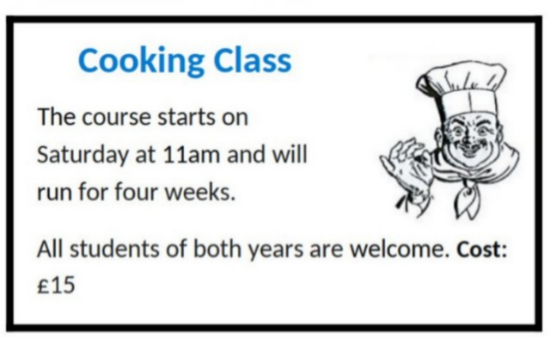 Cooking Class
The course starts on
Saturday at 11am and will
run for four weeks.
All students of both years are welcome. Cost:
£15